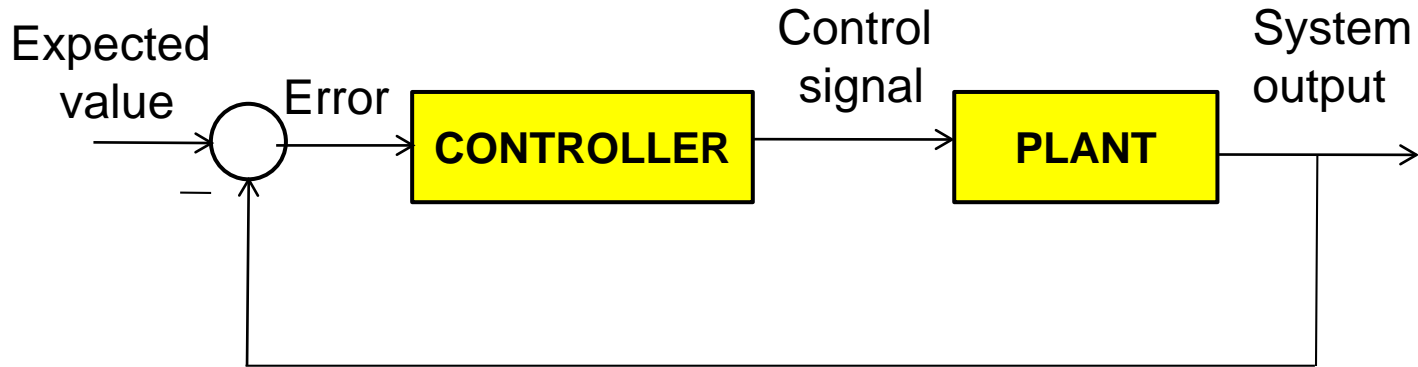 Expected
value
Error
CONTROLLER
Control
signal
PLANT
System
output
–